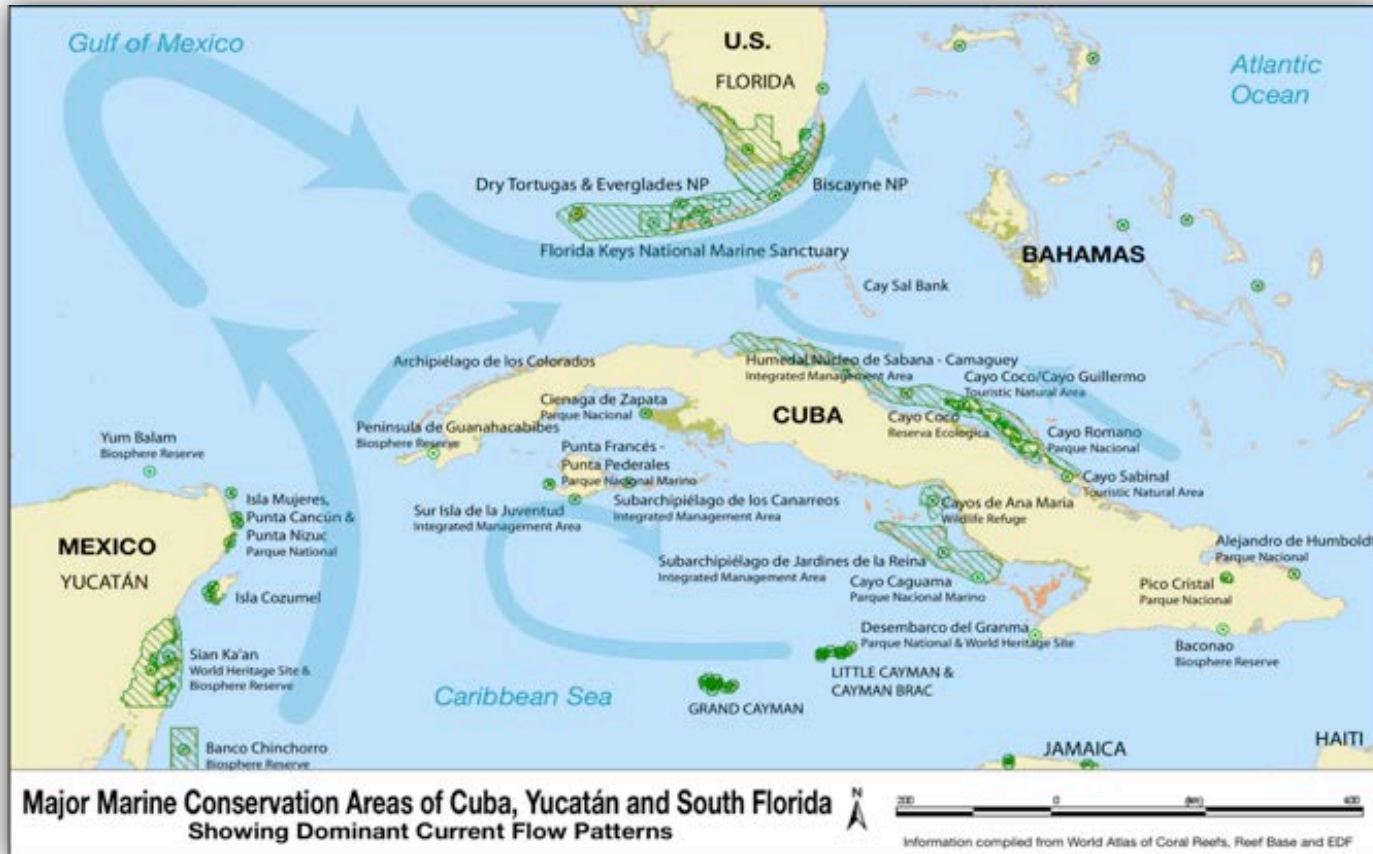 Gulf of Mexico
U.S.
FLORIDA
Atlantic
Ocean
Dry Tortugas & Everglades NP
Biscayne NP
Florida Keys National Marine Sanctuary
BAHAMAS
Cay Sal Bank
Archipiélago de los Colorados
Humedal Núcleo de Sabana - Camaguey
Integrated Management Area
Cayo Coco/Cayo Guillermo
Touristic Natural Area
Cienaga de Zapata
Parque Nacional
CUBA
Cayo Coco
Reserva Ecologica
Cayo Romano
Parque Nacional
Peninsula de Guanahacabibes
Biosphere Reserve
Yum Balam
Biosphere Reserve
Punta Francés -
Punta Pederales
Parque Nacional Marino
Cayo Sabinal
Touristic Natural Area
Isla Mujeres,
Punta Cancún &
Punta Nizuc
Parque National
Sur Isla de la Juventud
Integrated Management Area
Subarchipiélago de los Canarreos
Integrated Management Area
Cayos de Ana Maria
Wildlife Refuge
MEXICO
YUCATÁN
Alejandro de Humboldt
Parque Nacional
Subarchipiélago de Jardines de la Reina
Integrated Management Area
Cayo Caguama
Parque Nacional Marino
Pico Cristal
Parque Nacional
Isla Cozumel
Desembarco del Granma
Parque National & World Heritage Site
Baconao
Biosphere Reserve
Sian Ka'an
World Heritage Site &
Biosphere Reserve
LITTLE CAYMAN &
CAYMAN BRAC
Caribbean Sea
GRAND CAYMAN
Banco Chinchorro
Biosphere Reserve
JAMAICA
HAITI
Major Marine Conservation Areas of Cuba, Yucatán and South Florida
Showing Dominant Current Flow Patterns
N
200 0 (km) 400
Information compiled from World Atlas of Coral Reefs, Reef Base and EDF